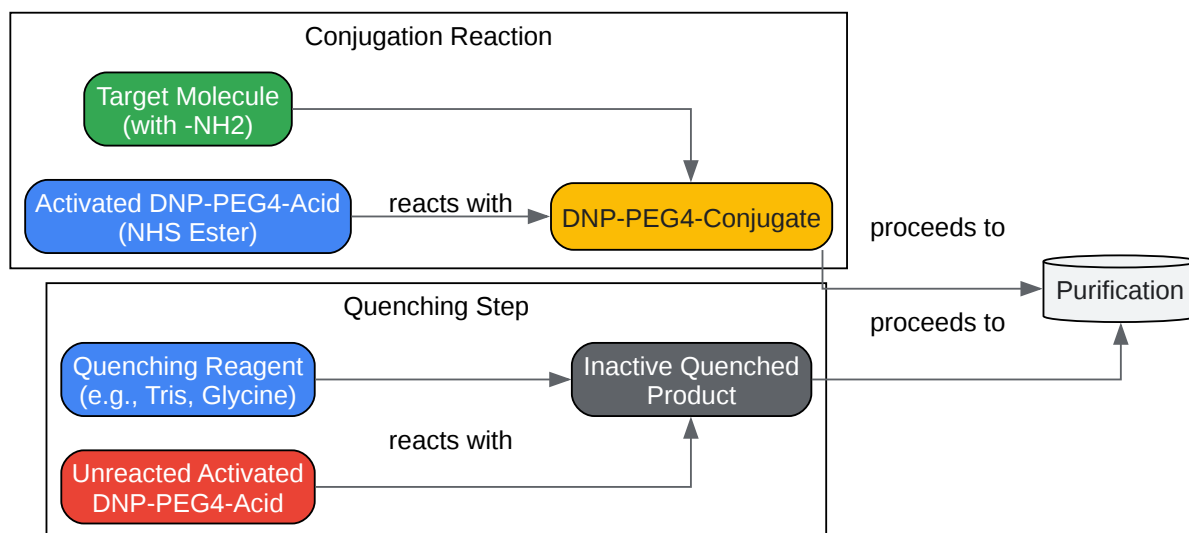 Conjugation Reaction
Target Molecule
(with -NH2)
Activated DNP-PEG4-Acid
(NHS Ester)
reacts with
DNP-PEG4-Conjugate
proceeds to
Purification
Quenching Step
proceeds to
Quenching Reagent
(e.g., Tris, Glycine)
Inactive Quenched
Product
reacts with
Unreacted Activated
DNP-PEG4-Acid